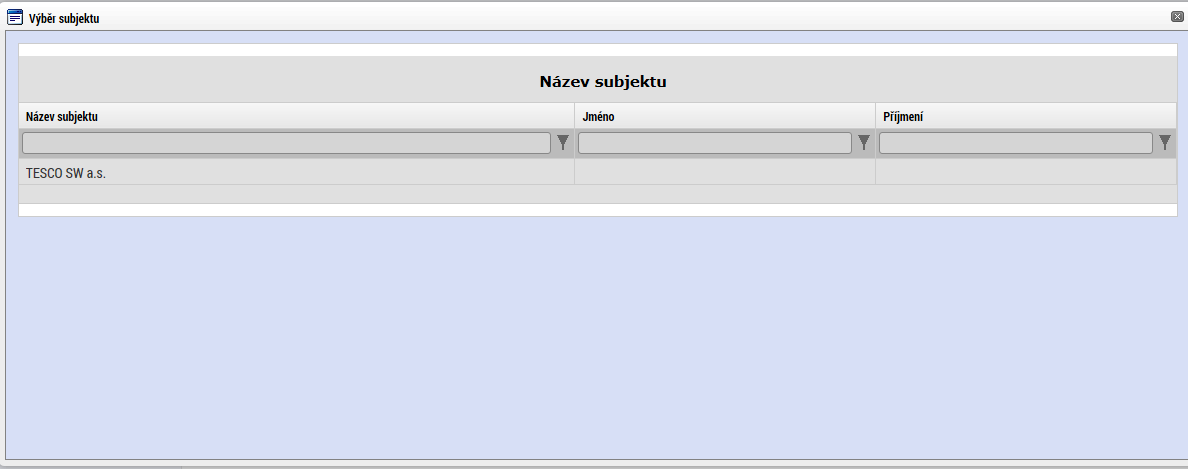 Výběr subjektu
Název subjektu
Název subjektu Jméno Příjmení
TESCO SW a.s.